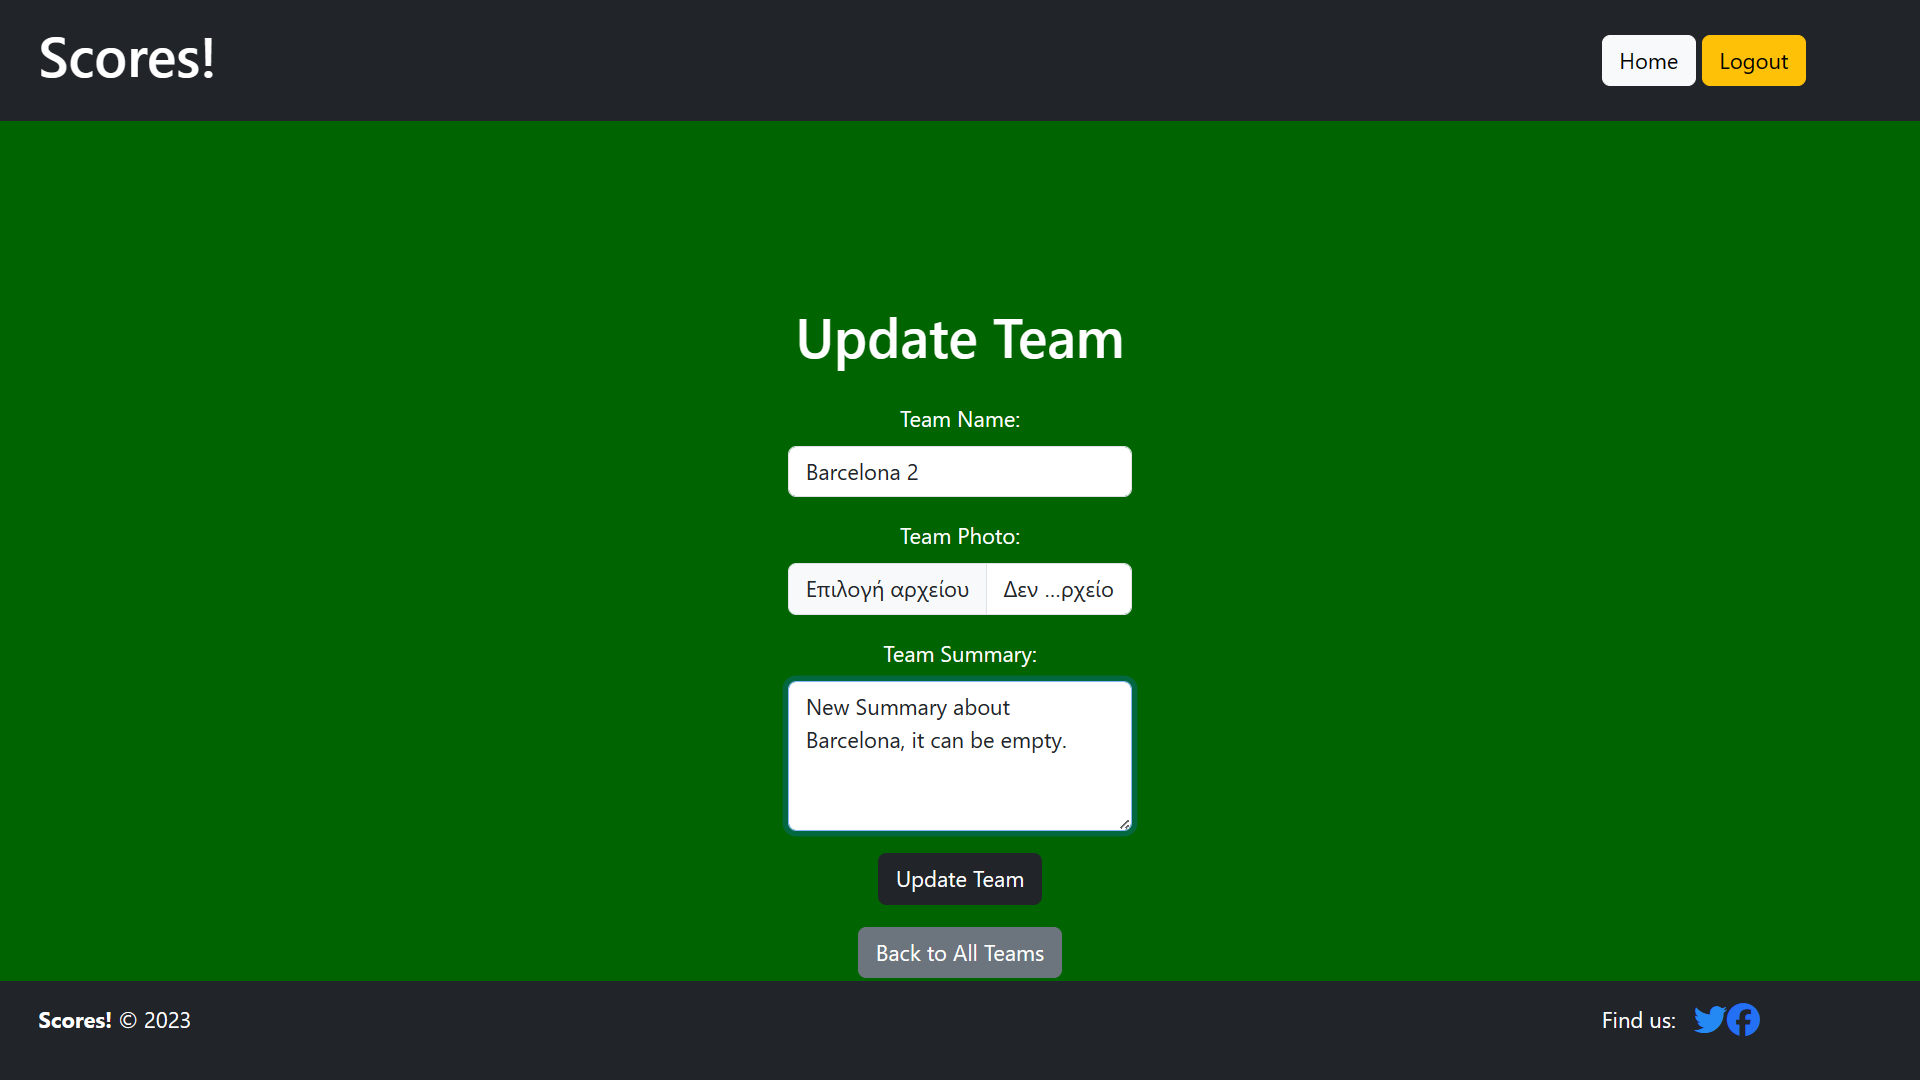 Scores!
Home
Logout
Update Team
Team Name:
Barcelona 2
Team Photo:
Επιλογή αρχείου
Δεν ...ρχείο
Team Summary:
New Summary about
Barcelona, it can be empty.
Update Team
Back to All Teams
Scores! © 2023
Find us: